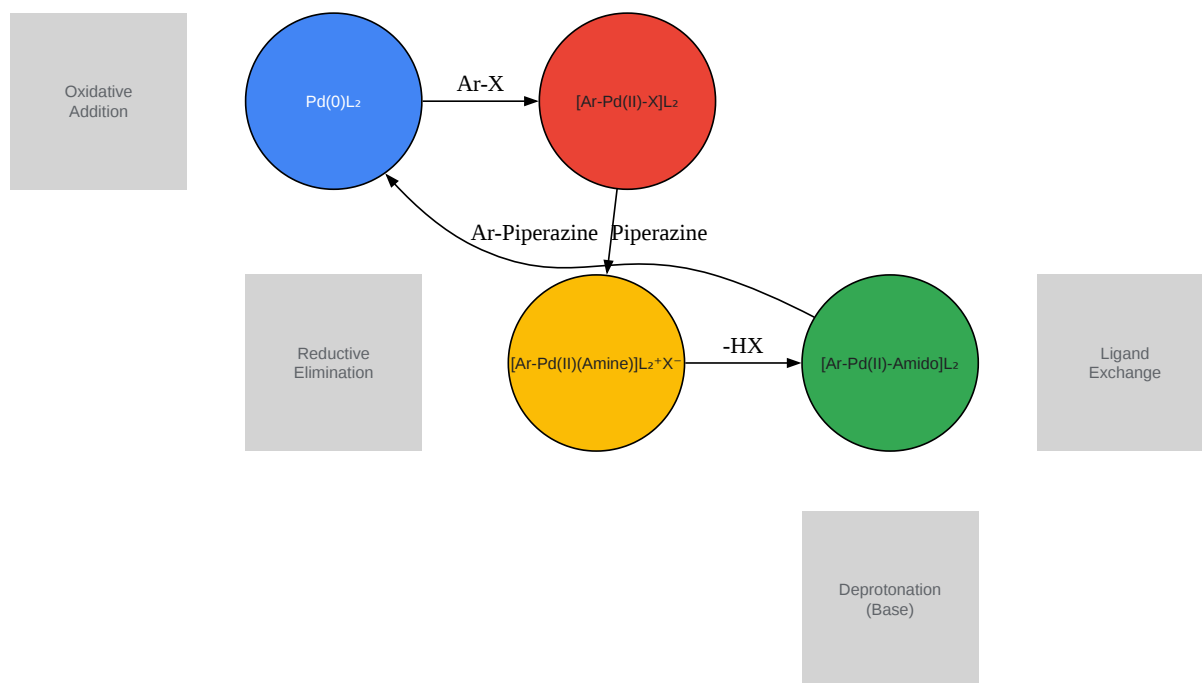 Oxidative
Addition
Pd(0)L₂
Ar-X
[Ar-Pd(II)-X]L₂
Ar-Piperazine
Piperazine
Reductive
Elimination
[Ar-Pd(II)(Amine)]L₂⁺X⁻
-HX
[Ar-Pd(II)-Amido]L₂
Ligand
Exchange
Deprotonation
(Base)